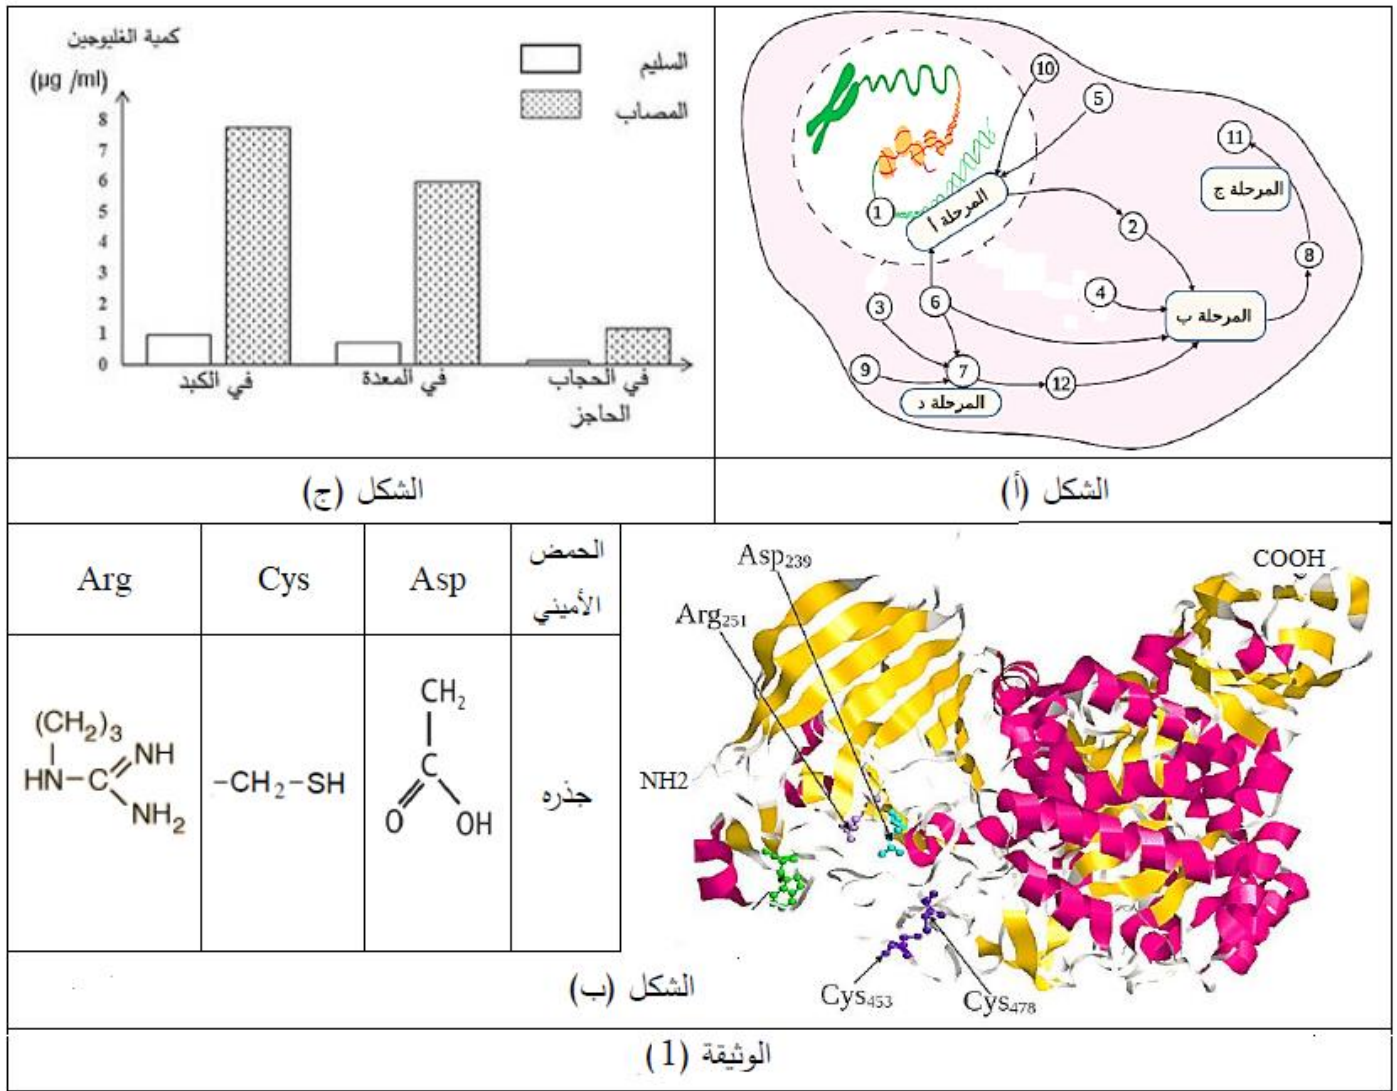 10
5
11
المرحلة ج
1
المرحلة أ
2
8
3
6
4
المرحلة ب
9
7
12
المرحلة د
الشكل (أ)
كمية الغليوجين
(μg /ml)
السليم
المصاب
8
7
6
5
4
3
2
1
0
في الكبد
في المعدة
في الحجاب
الحاجز
الشكل (ج)
Asp239
COOH
Arg251
NH2
Cys453
Cys478
الحمض
الأميني
Asp
Cys
Arg
جذره
CH2
C
O OH
-CH2-SH
(CH2)3
HN-C NH
NH2
الشكل (ب)
الوثيقة (1)